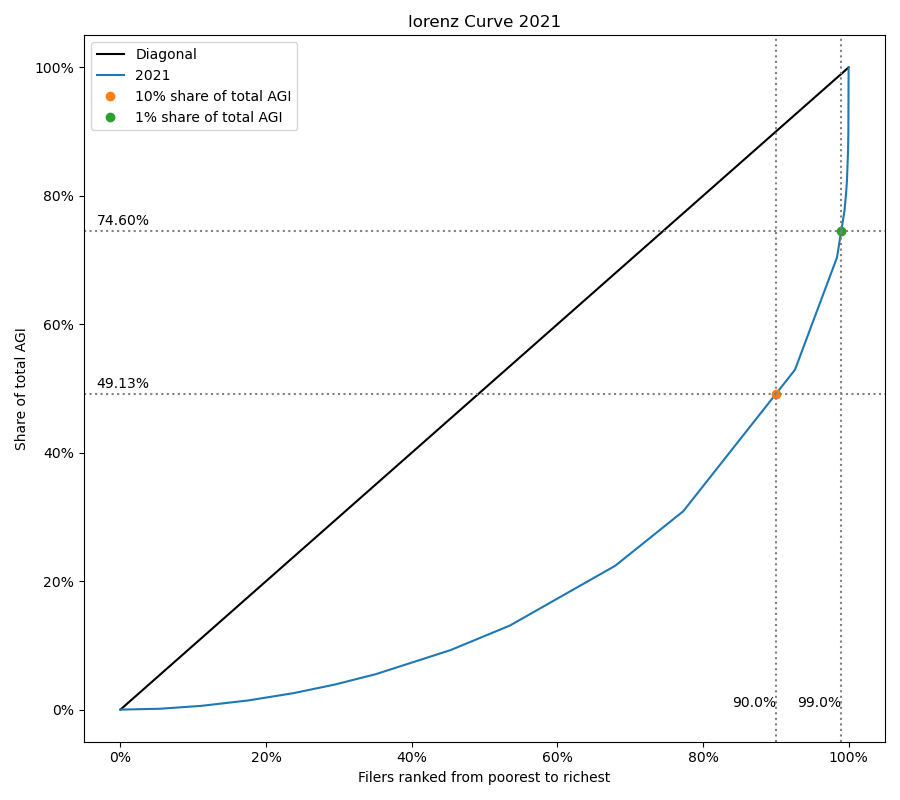 lorenz Curve 2021
Diagonal
2021
10% share of total AGI
1% share of total AGI
100%
80%
74.60%
60%
49.13%
40%
20%
0%
Share of total AGI
90.0%
99.0%
0%
20%
40%
60%
80%
100%
Filers ranked from poorest to richest